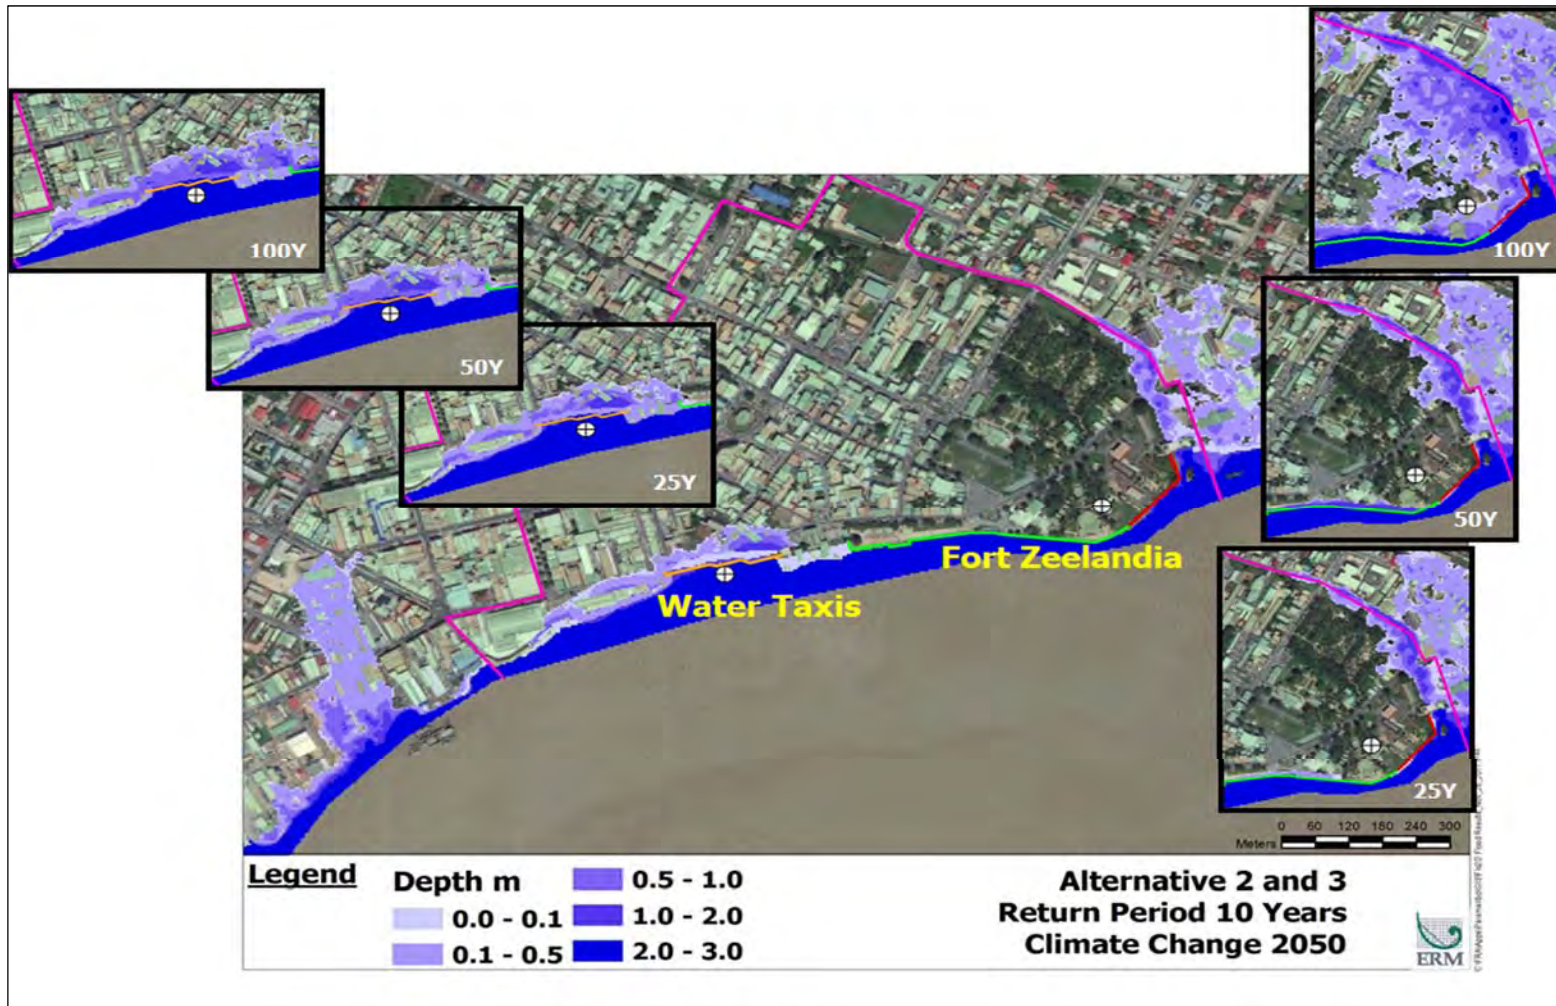 100Y
50Y
25Y
100Y
50Y
25Y
Fort Zeelandia
Water Taxis
0 60 120 180 240 300
Meters
Legend
Depth m
0.0 - 0.1
0.1 - 0.5
0.5 - 1.0
1.0 - 2.0
2.0 - 3.0
Alternative 2 and 3
Return Period 10 Years
Climate Change 2050
ERM